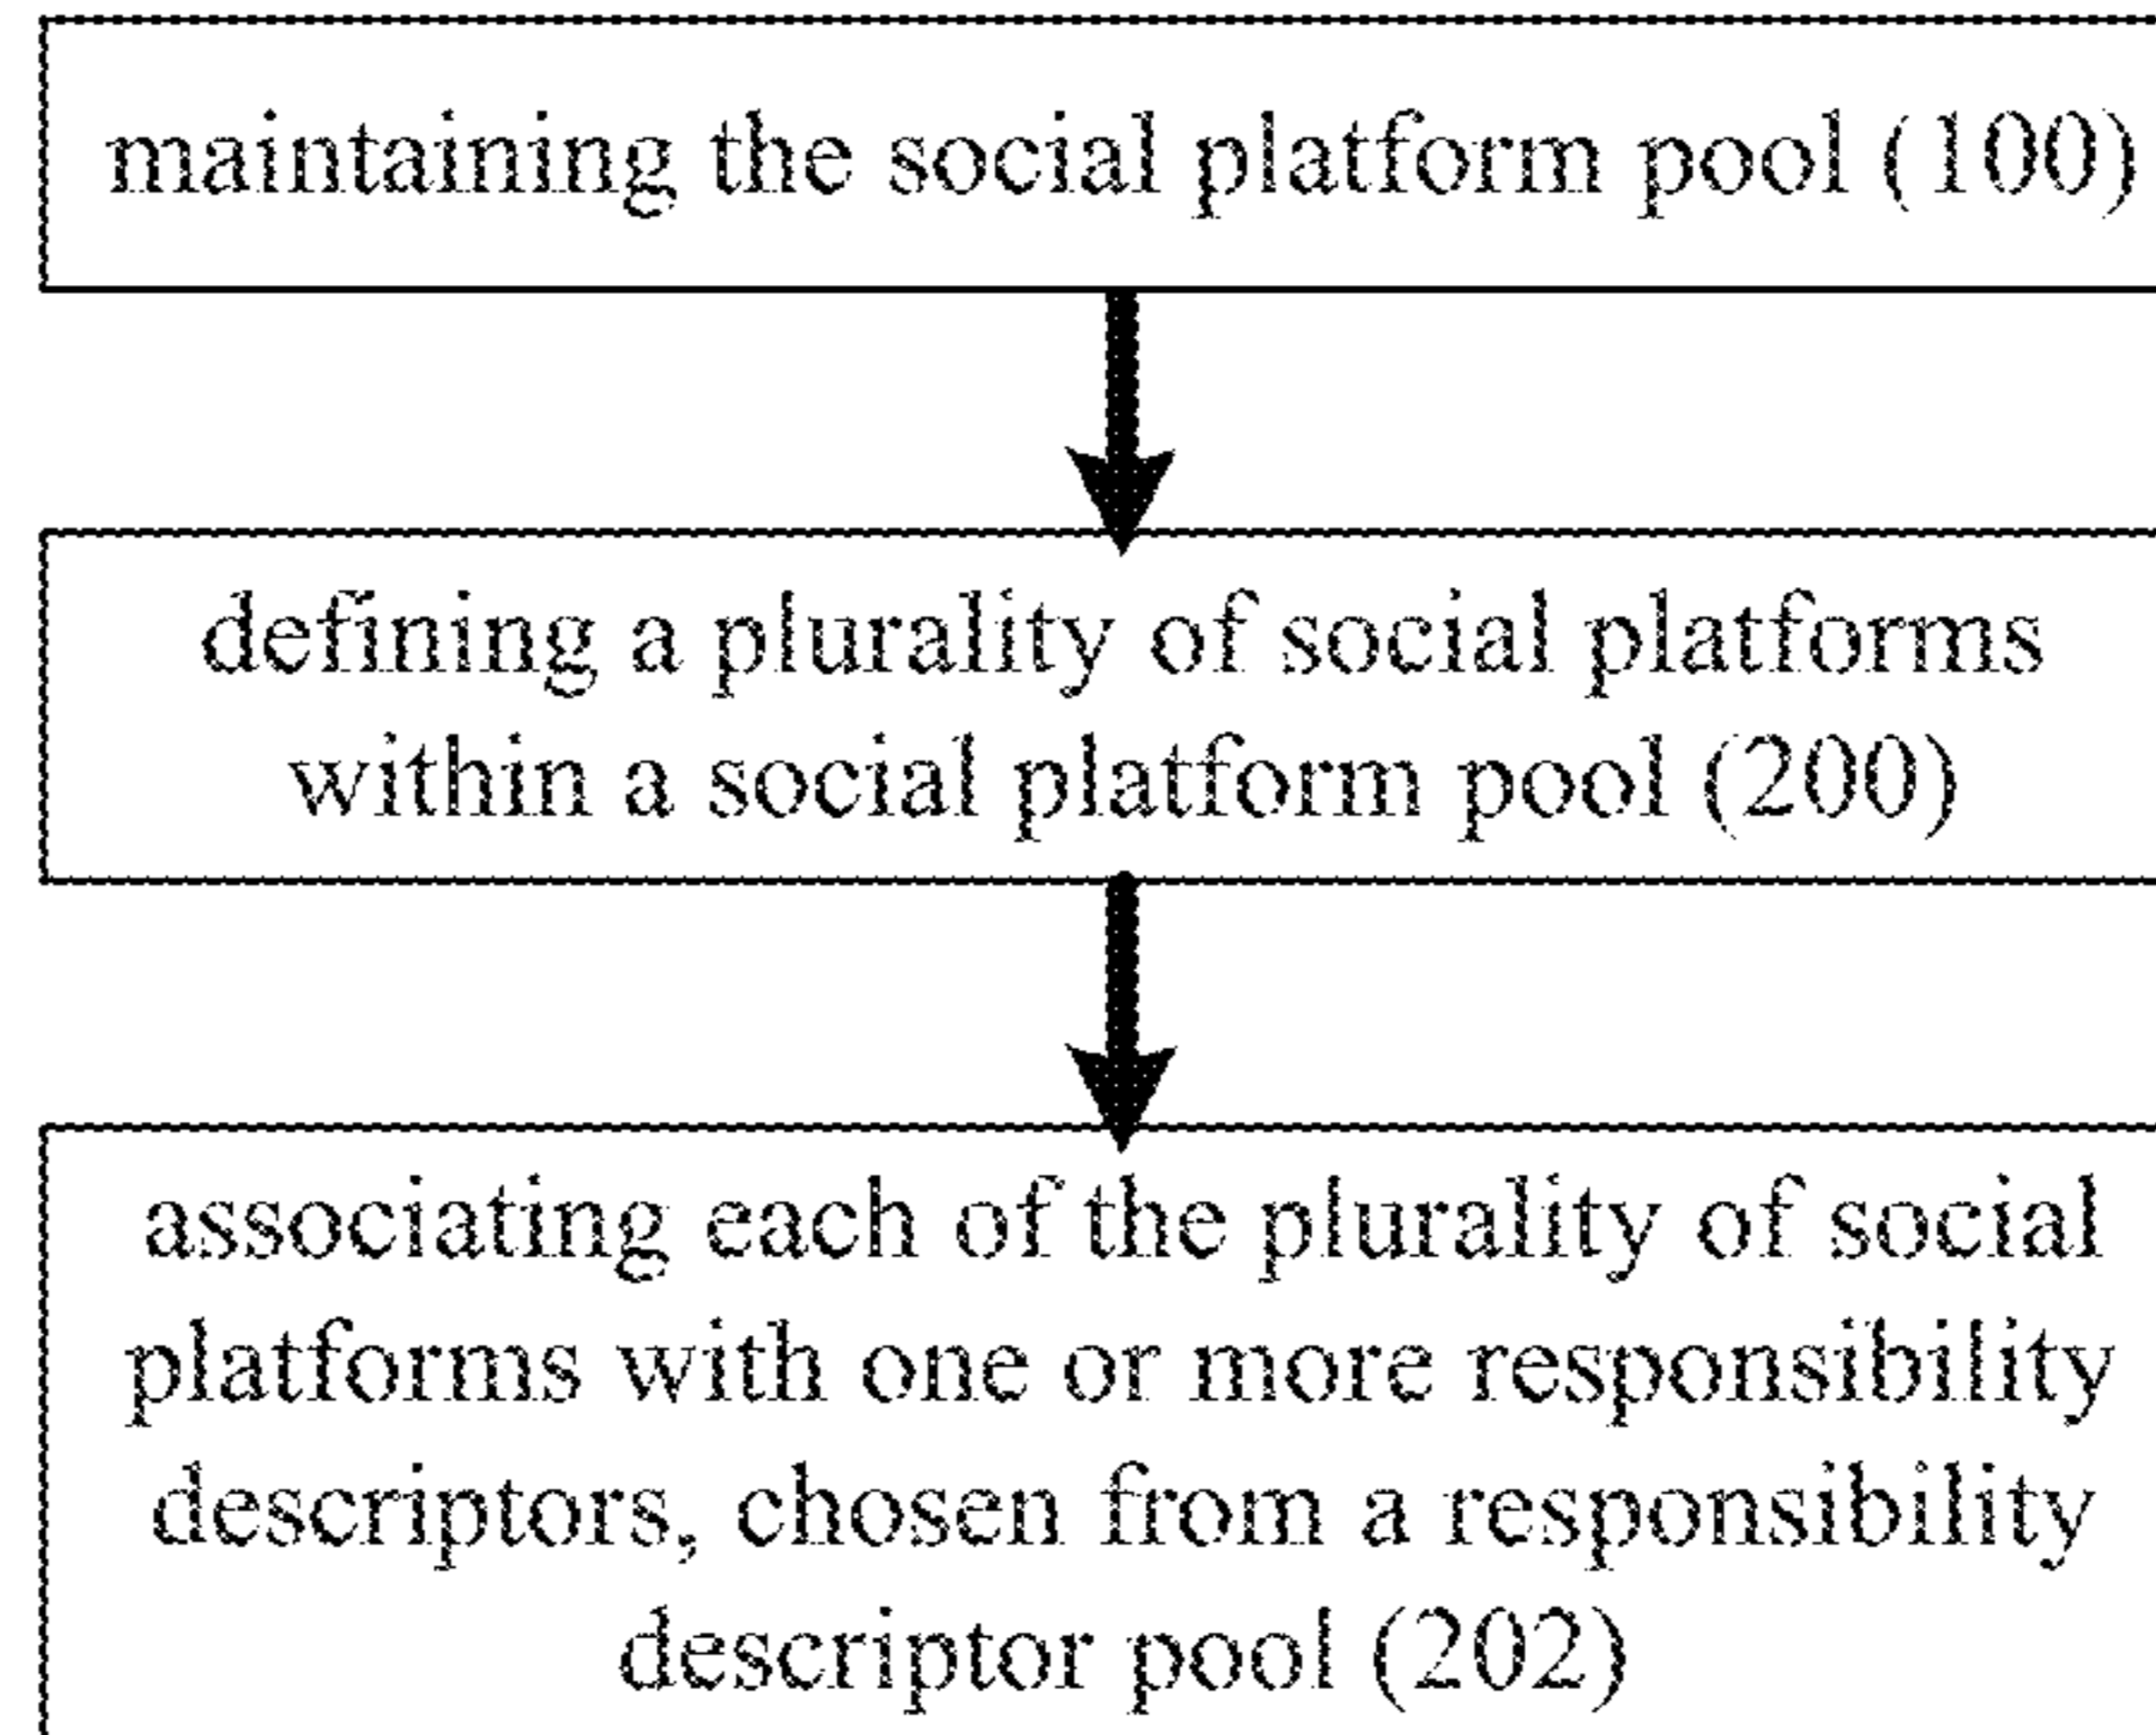 maintaining the social platform pool (100)
defining a plurality of social platforms
within a social platform pool (200)
associating each of the plurality of social
platforms with one or more responsibility
descriptors, chosen from a responsibility
descriptor pool (202)